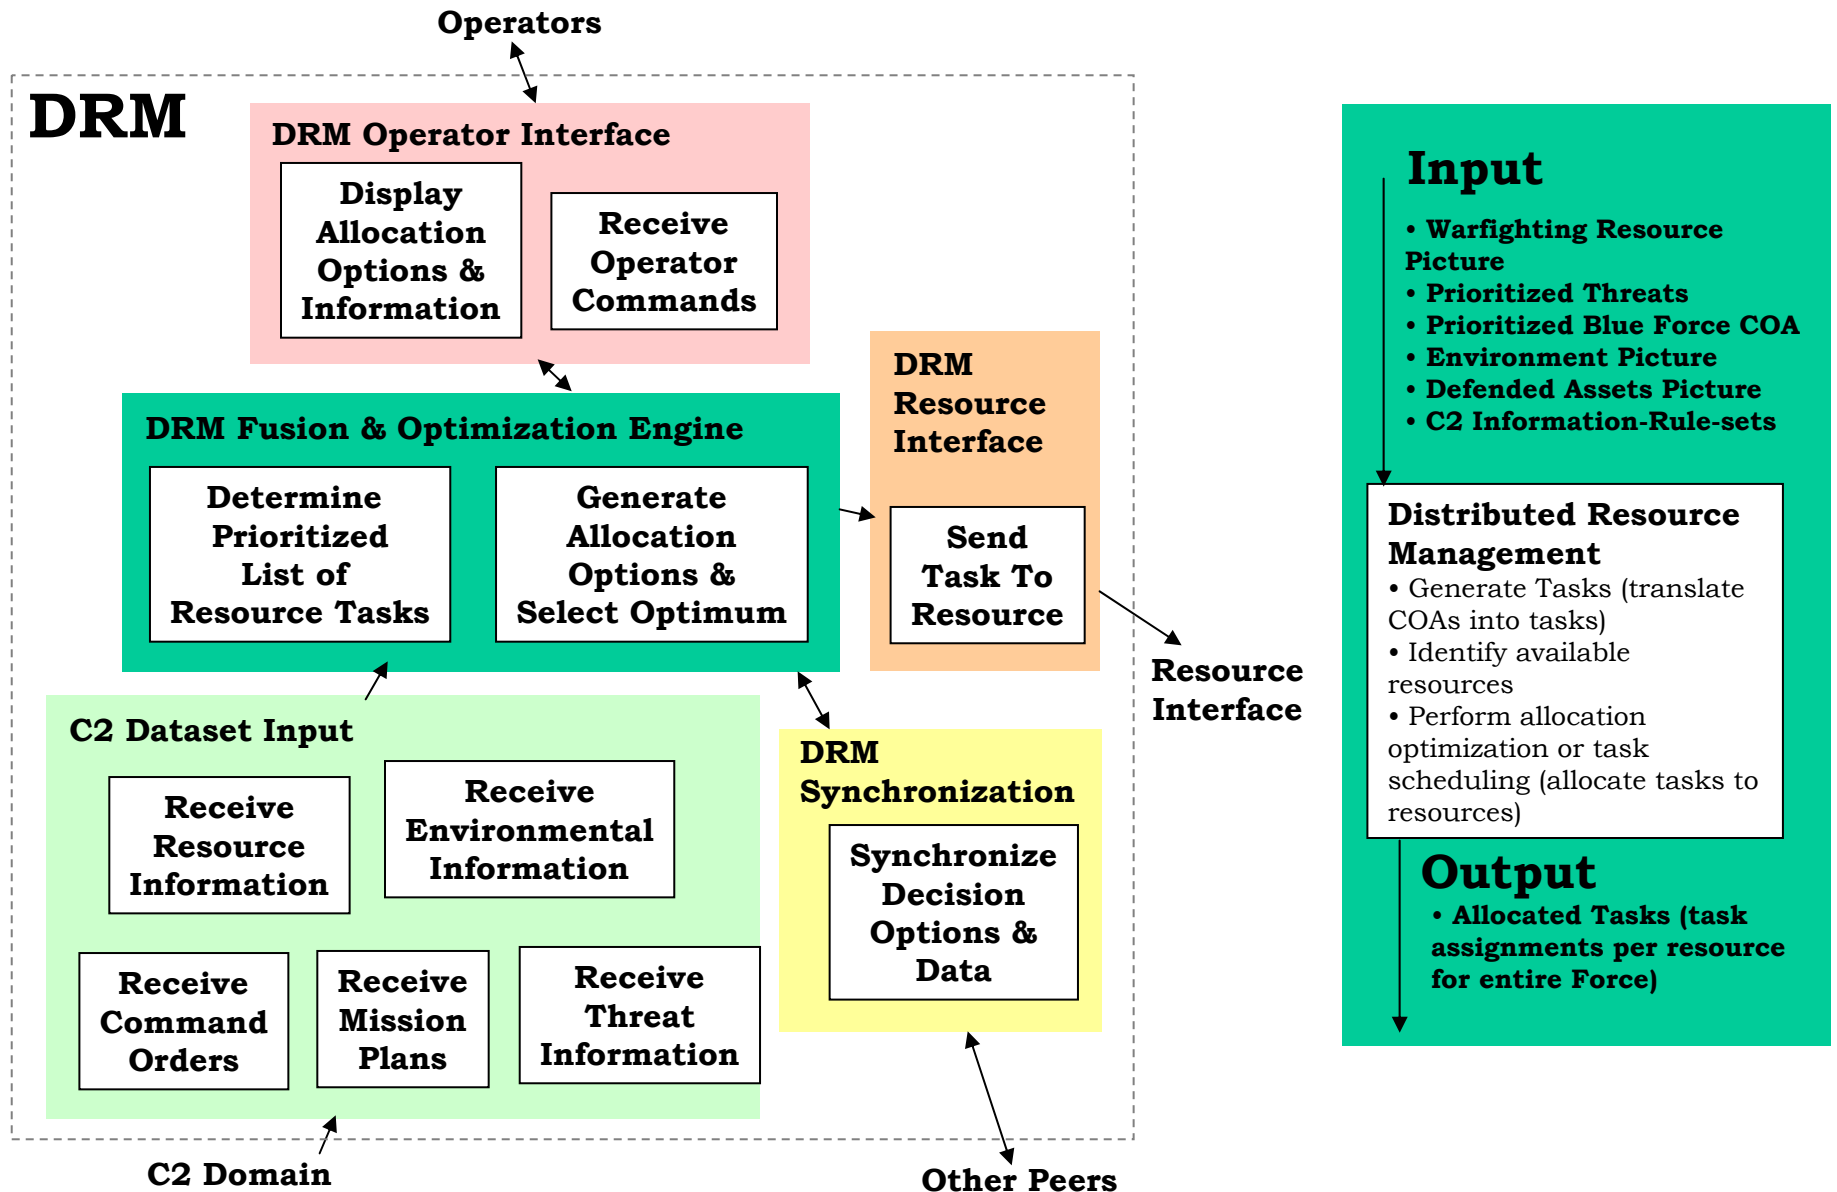 Operators
DRM
DRM Operator Interface
Display
Allocation
Options &
Information
Receive
Operator
Commands
DRM Fusion & Optimization Engine
Determine
Prioritized
List of
Resource Tasks
Generate
Allocation
Options &
Select Optimum
DRM
Resource
Interface
Send
Task To
Resource
Resource
Interface
C2 Dataset Input
Receive
Resource
Information
Receive
Environmental
Information
Receive
Command
Orders
Receive
Mission
Plans
Receive
Threat
Information
DRM
Synchronization
Synchronize
Decision
Options &
Data
C2 Domain
Other Peers
Input
• Warfighting Resource
Picture
• Prioritized Threats
• Prioritized Blue Force COA
• Environment Picture
• Defended Assets Picture
• C2 Information-Rule-sets
Distributed Resource
Management
• Generate Tasks (translate
COAs into tasks)
• Identify available
resources
• Perform allocation
optimization or task
scheduling (allocate tasks to
resources)
Output
• Allocated Tasks (task
assignments per resource
for entire Force)